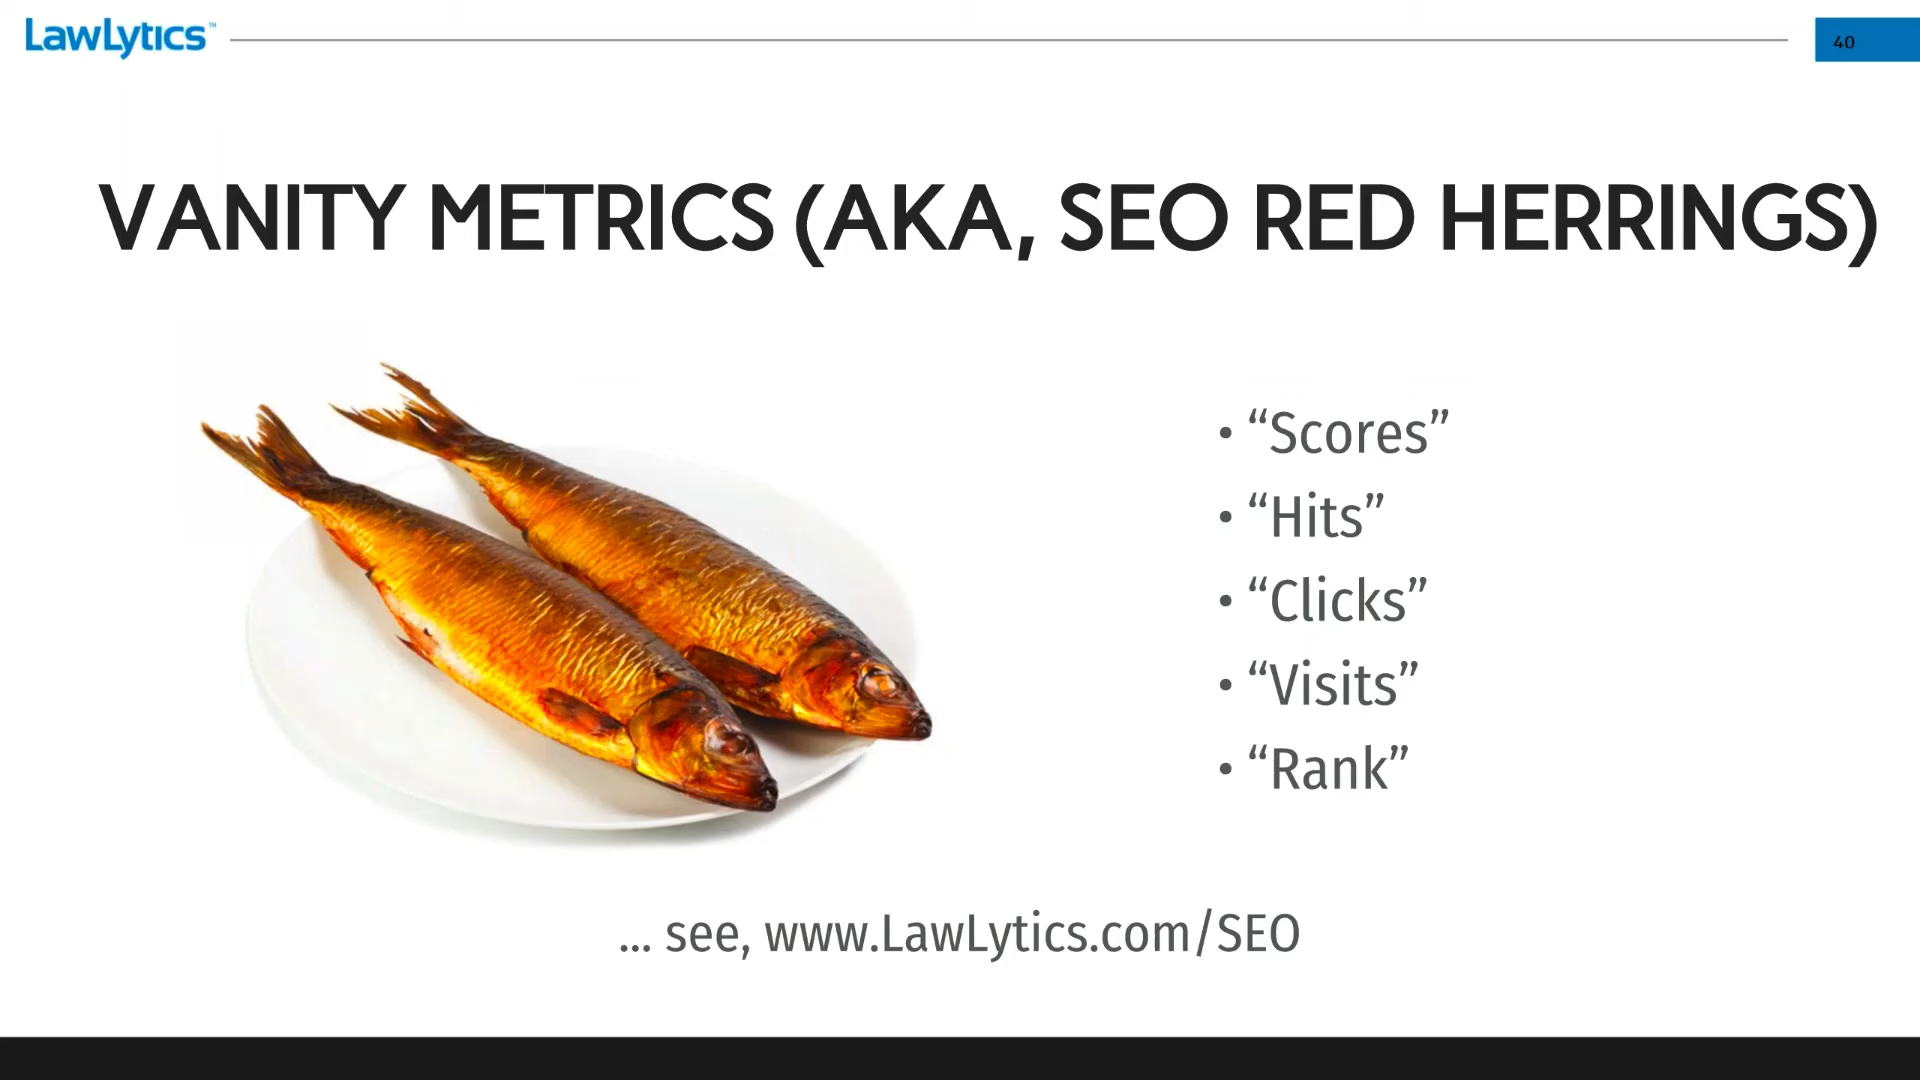 LawLytics™
40
VANITY METRICS (AKA, SEO RED HERRINGS)
• “Scores”
• “Hits”
• “Clicks”
• “Visits”
• “Rank”
... see, www.LawLytics.com/SEO